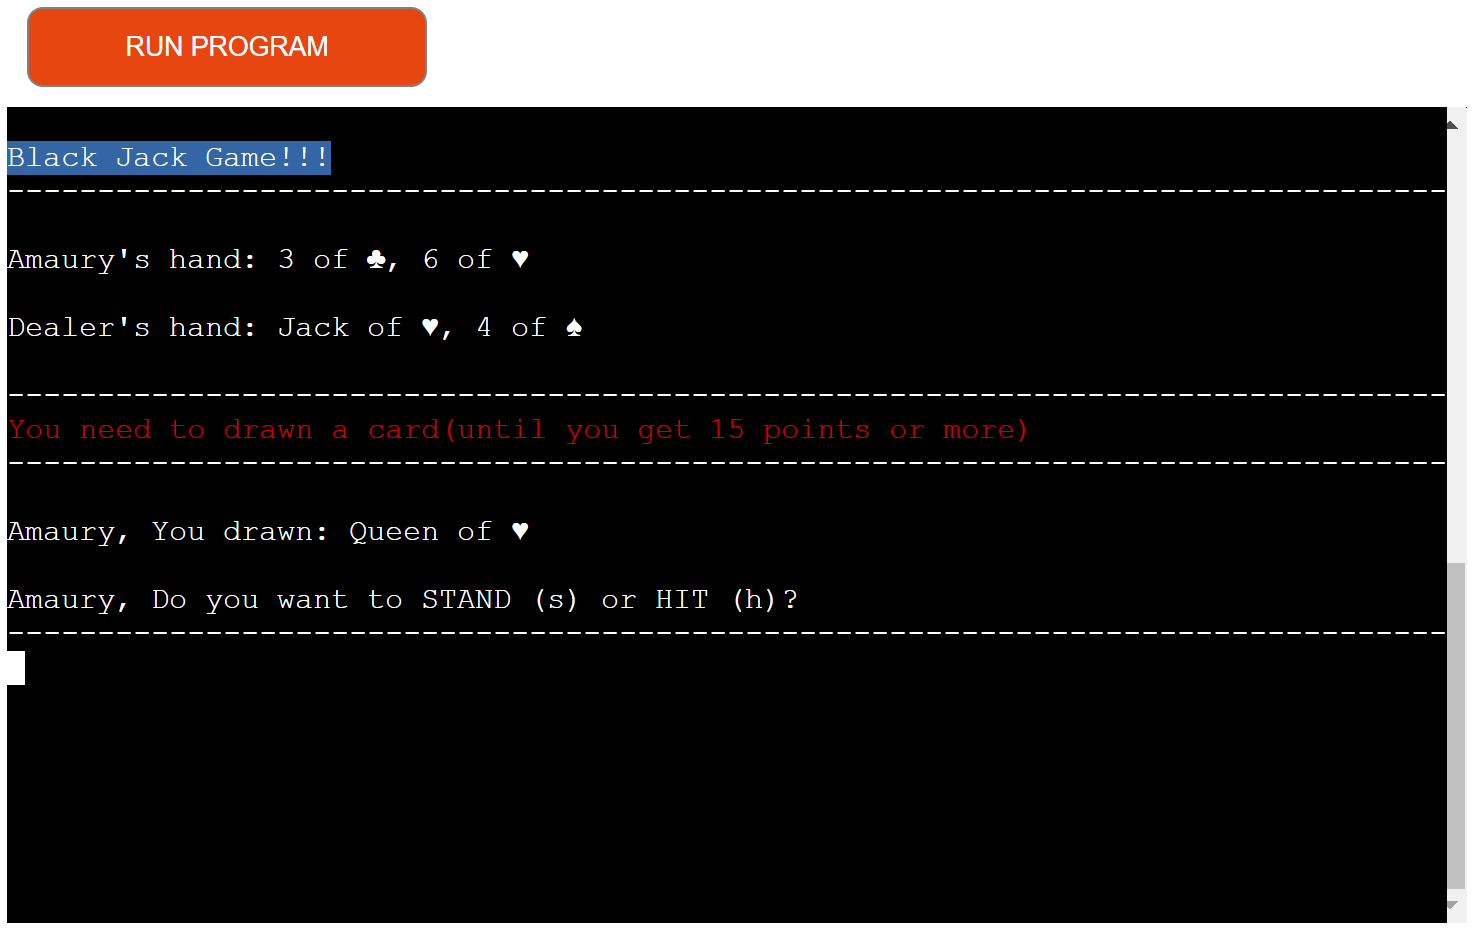 RUN PROGRAM
Black Jack Game!!!
--------------------------------------------------------------------------------
Amaury's hand: 3 of ♣, 6 of ♥
Dealer's hand: Jack of ♥, 4 of ♠
--------------------------------------------------------------------------------
You need to drawn a card(until you get 15 points or more)
--------------------------------------------------------------------------------
Amaury, You drawn: Queen of ♥
Amaury, Do you want to STAND (s) or HIT (h)?
--------------------------------------------------------------------------------